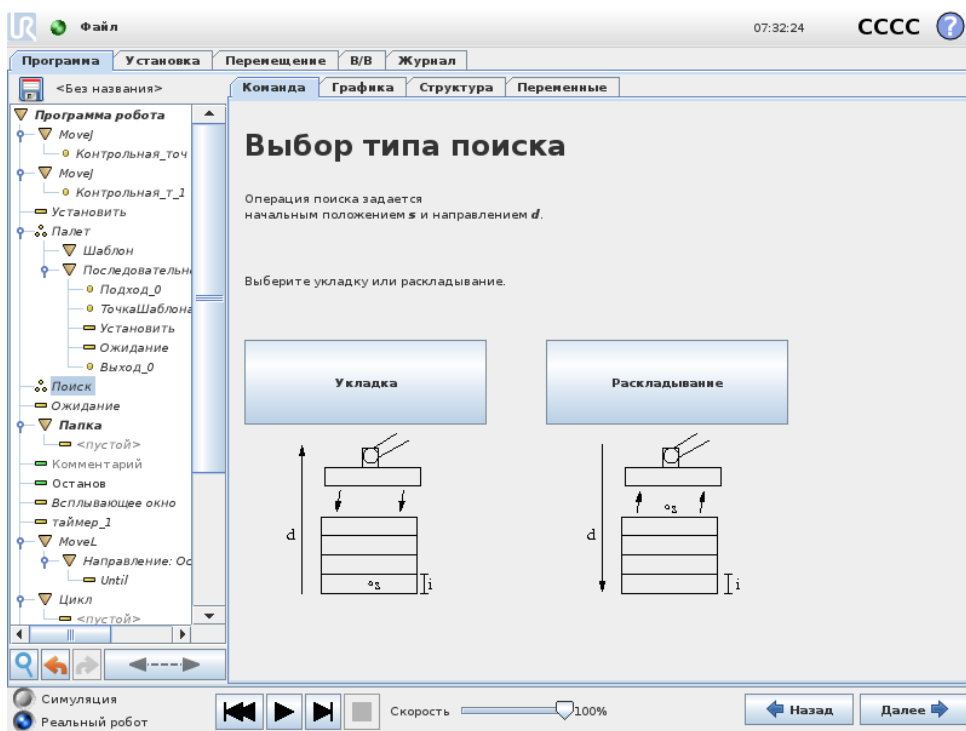 UR Файл 07:32:24 CCCC ?
Программа Установка Перемещение В/В Журнал
<Без названия>
Команда Графика Структура Переменные
Программа робота
MoveJ
Контрольная_точ
MoveJ
Контрольная_т_1
Установить
Палет
Шаблон
Последовательн
Подход_0
ТочкаШаблона
Установить
Ожидание
Выход_0
Поиск
Ожидание
Папка
<пустой>
Комментарий
Останов
Всплывающее окно
таймер_1
MoveL
Направление: Ос
Until
Цикл
<пустой>
Выбор типа поиска
Операция поиска задается
начальным положением s и направлением d.
Выберите укладку или раскладывание.
Укладка
Раскладывание
d
s
i
d
s
i
Симуляция
Реальный робот
Скорость 100%
Назад
Далее